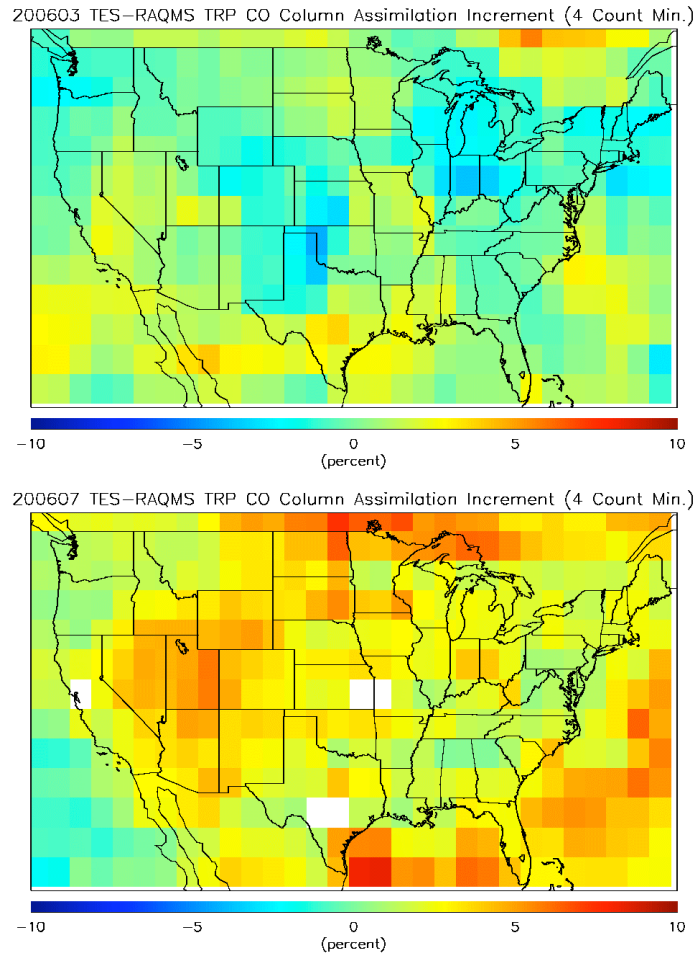 200603 TES-RAQMS TRP CO Column Assimilation Increment (4 Count Min.)
-10 -5 0 5 10
(percent)
200607 TES-RAQMS TRP CO Column Assimilation Increment (4 Count Min.)
-10 -5 0 5 10
(percent)